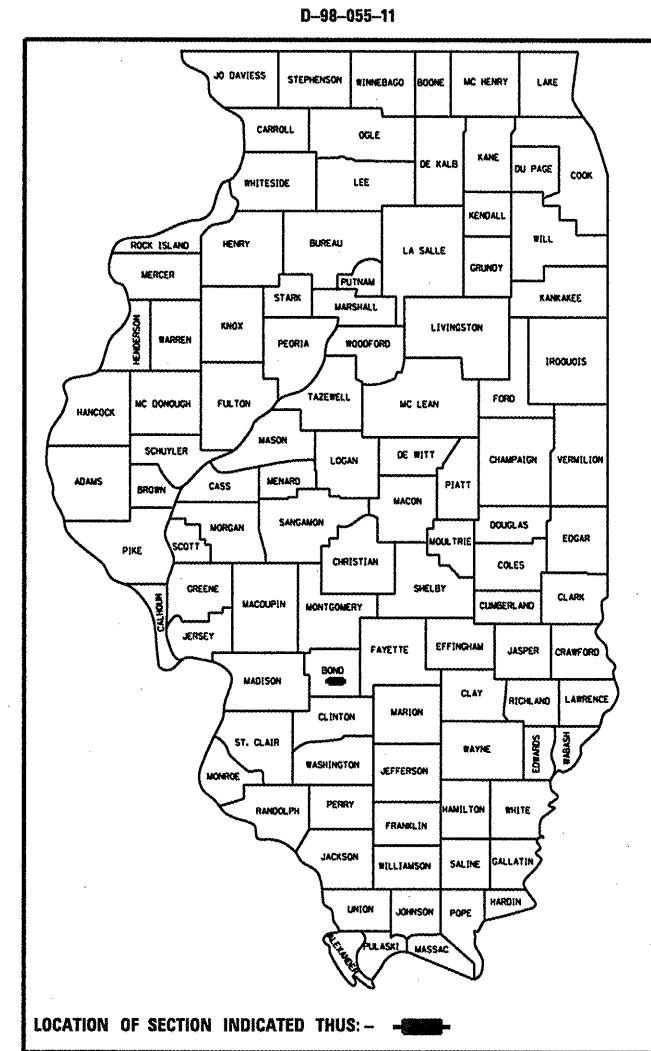 D-98-055-11
JO DAVIESS STEPHENSON WINNEBAGO BOONE MC HENRY LAKE
CARROLL OGLE DE KALB KANE DU PAGE COOK
WHITESIDE LEE
KENDALL WILL
ROCK ISLAND HENRY BUREAU LA SALLE GRUNDY
MERCER PUTNAM KANKAKEE
HENDERSON WARREN KNOX STARK MARSHALL LIVINGSTON
PEORIA WOODFORD IROQUOIS
HANCOCK MC DONOUGH FULTON TAZEWELL MC LEAN FORD
MASON
SCHUYLER LOGAN DE WITT CHAMPAIGN VERMILION
ADAMS BROWN CASS MENARD PIATT
MACON
MORGAN SANGAMON DOUGLAS
PIKE SCOTT CHRISTIAN MOULTRIE EDGAR
COLES
CALHOUN GREENE MACOUPIN MONTGOMERY SHELBY CUMBERLAND CLARK
JERSEY
FAYETTE EFFINGHAM JASPER CRAWFORD
MADISON BOND
CLAY RICHLAND LAWRENCE
CLINTON MARION
ST. CLAIR WAYNE EDWARDS WABASH
WASHINGTON JEFFERSON
MONROE
RANDOLPH PERRY HAMILTON WHITE
FRANKLIN
JACKSON WILLIAMSON SALINE GALLATIN
HARDIN
UNION JOHNSON POPE
ALEXANDER PULASKI MASSAC
LOCATION OF SECTION INDICATED THUS: -